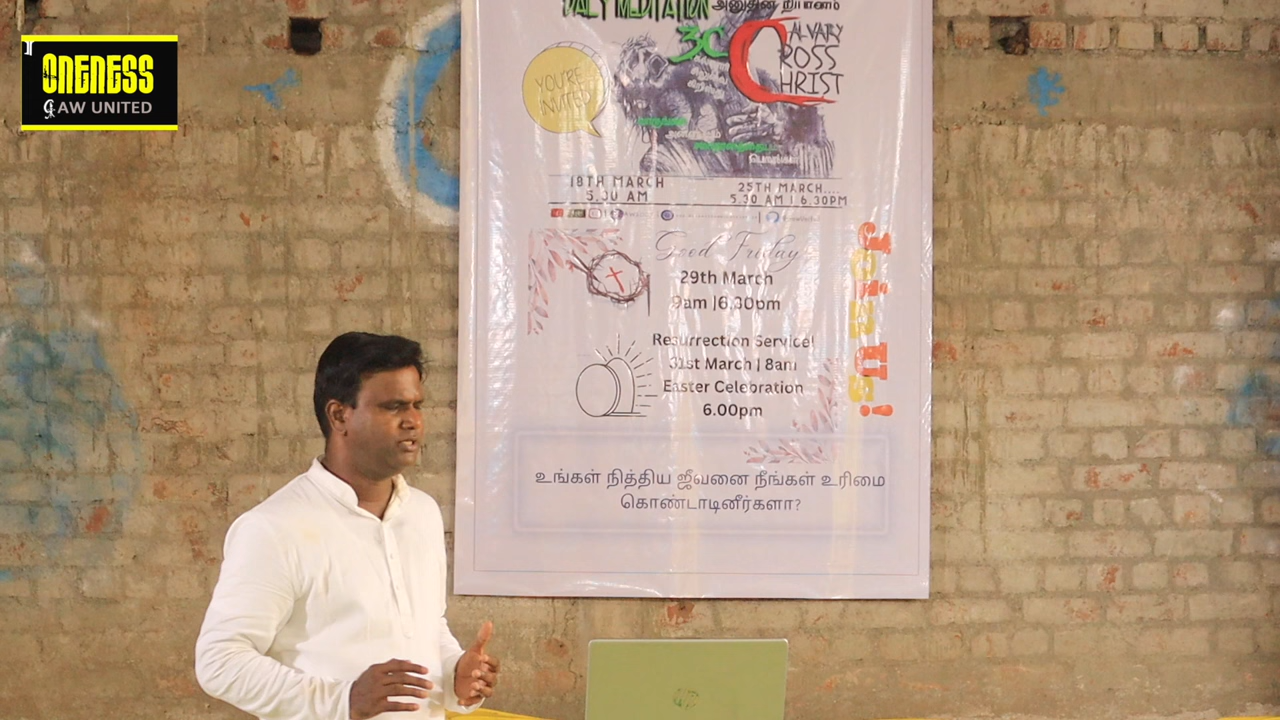 ONENESS
GAW UNITED
DAILY MEDITATION
3C
CALVARY
CROSS
CHRIST
YOU'RE
INVITED
18TH MARCH
5.30 AM
25TH MARCH....
5.30 AM | 6.30PM
Good Friday
29th March
9am |6.30pm
Join Us!
Resurrection Service!
31st March | 8am
Easter Celebration
6.00pm
உங்கள் நித்திய ஜீவனை நீங்கள் உரிமை
கொண்டாடினீர்களா?